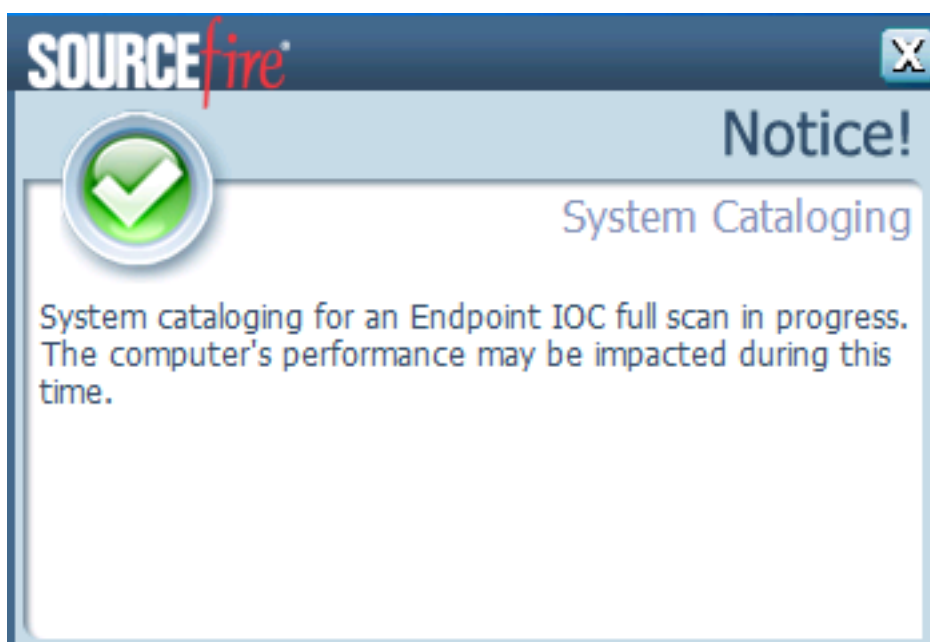 SOURCEfire®
X
Notice!
System Cataloging
System cataloging for an Endpoint IOC full scan in progress.
The computer's performance may be impacted during this
time.